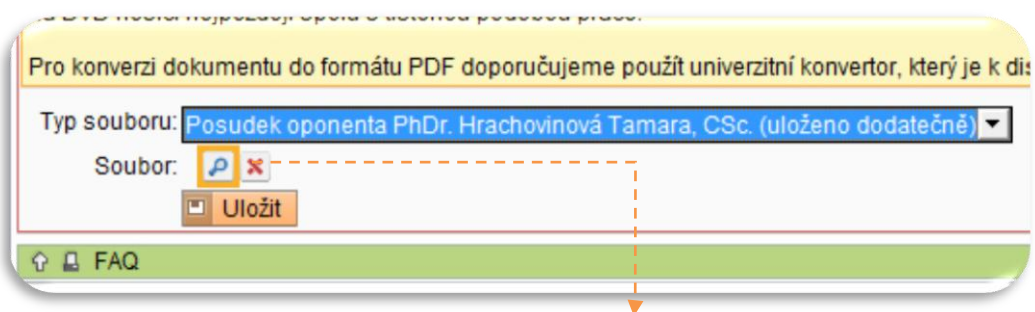 Pro konverzi dokumentu do formátu PDF doporučujeme použít univerzitní konvertor, který je k
Typ souboru: Posudek oponenta PhDr. Hrachovinová Tamara, CSc. (uloženo dodatečně)
Soubor:
Uložit
FAQ